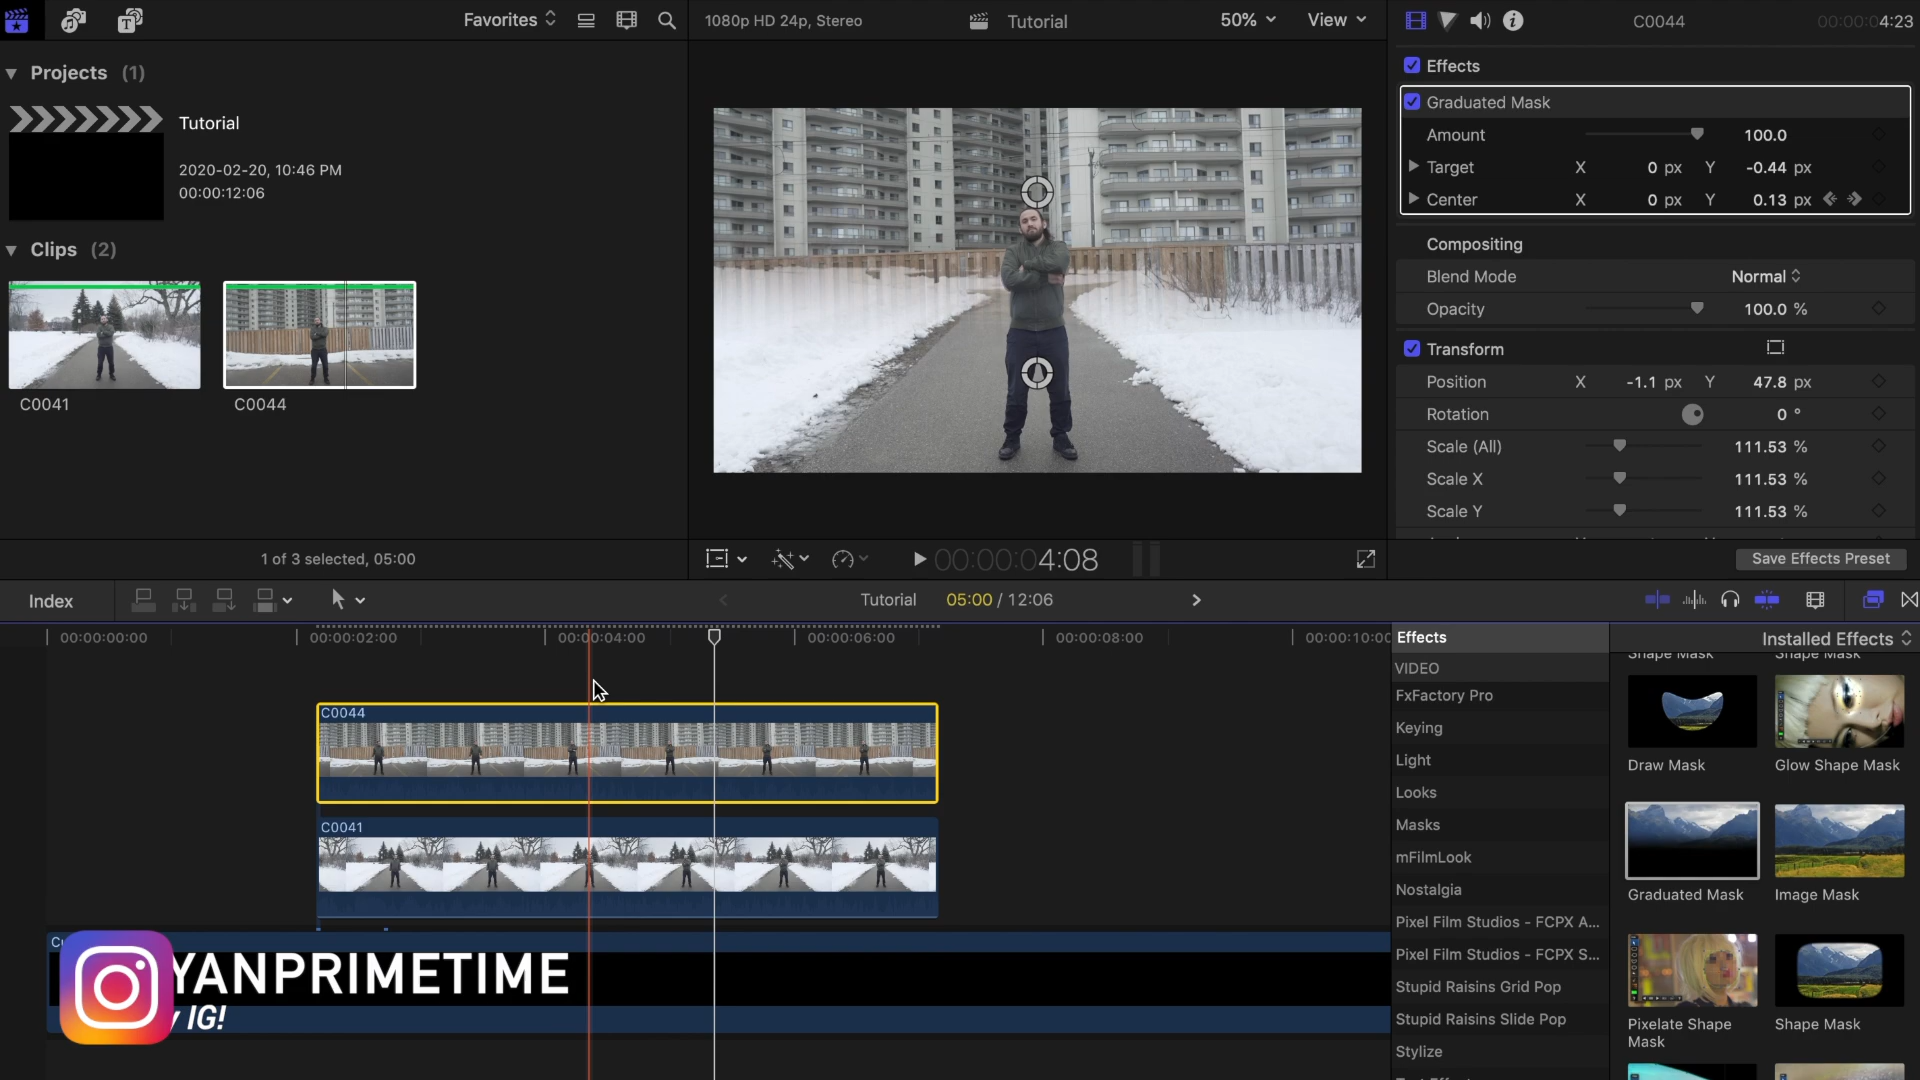 Favorites
1080p HD 24p, Stereo
Tutorial
50%
View
C0044
00:00:04:23
Projects (1)
Tutorial
2020-02-20, 10:46 PM
00:00:12:06
Clips (2)
C0041
C0044
1 of 3 selected, 05:00
00:00:04:08
Effects
Graduated Mask
Amount 100.0
Target X 0 px Y -0.44 px
Center X 0 px Y 0.13 px
Compositing
Blend Mode Normal
Opacity 100.0 %
Transform
Position X -1.1 px Y 47.8 px
Rotation 0 °
Scale (All) 111.53 %
Scale X 111.53 %
Scale Y 111.53 %
Save Effects Preset
Index
Tutorial 05:00 / 12:06
00:00:00:00
00:00:02:00
00:00:04:00
00:00:06:00
00:00:08:00
00:00:10:00
C0044
C0041
YANPRIMETIME
IG!
Effects
VIDEO
FxFactory Pro
Keying
Light
Looks
Masks
mFilmLook
Nostalgia
Pixel Film Studios - FCPX A...
Pixel Film Studios - FCPX S...
Stupid Raisins Grid Pop
Stupid Raisins Slide Pop
Stylize
Installed Effects
Shape Mask
Shape Mask
Draw Mask
Glow Shape Mask
Graduated Mask
Image Mask
Pixelate Shape
Mask
Shape Mask